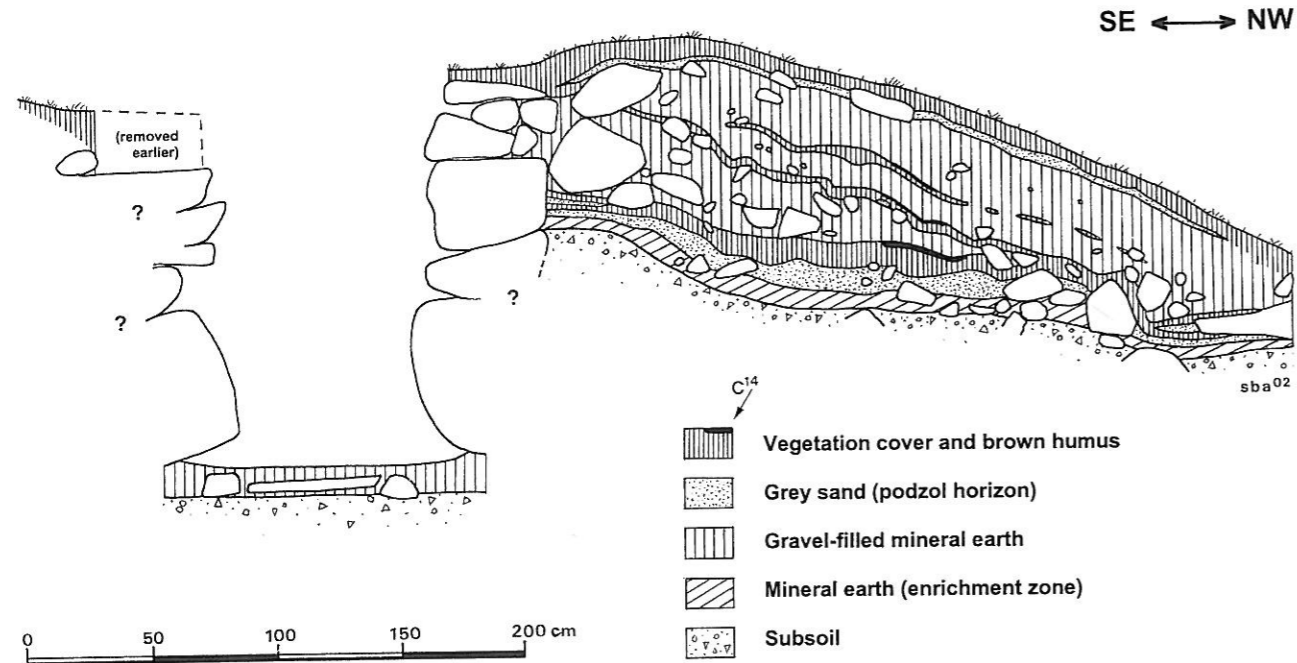 SE ⟷ NW
(removed
earlier)
?
?
?
sba02
C14
Vegetation cover and brown humus
Grey sand (podzol horizon)
Gravel-filled mineral earth
Mineral earth (enrichment zone)
Subsoil
0 50 100 150 200 cm